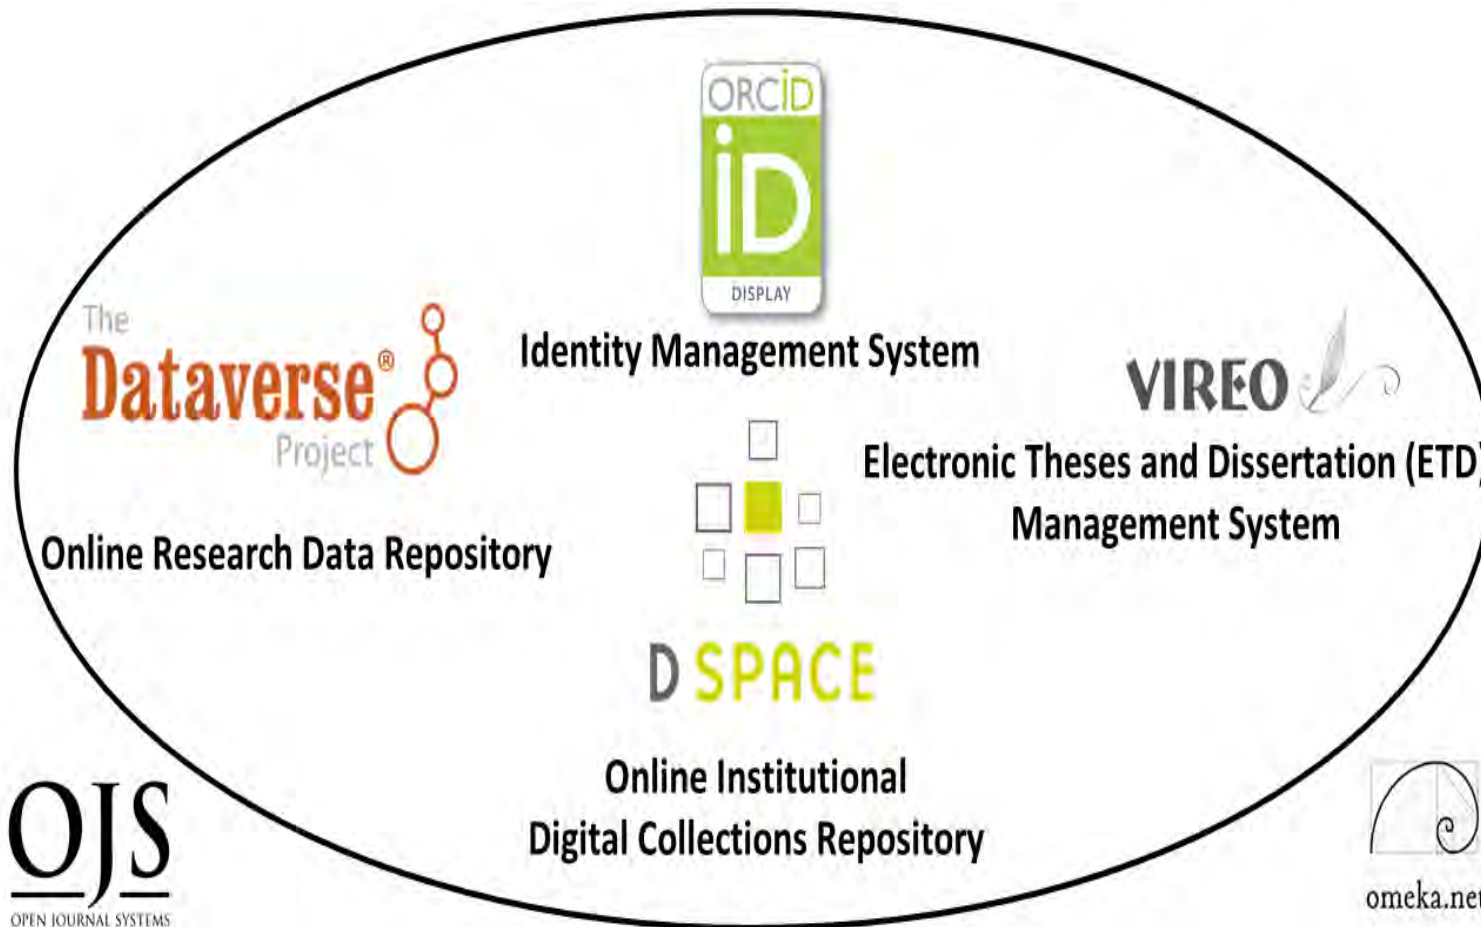 ORCID
iD
DISPLAY
Identity Management System
The
Dataverse®
Project
Online Research Data Repository
VIREO
Electronic Theses and Dissertation (ETD)
Management System
D SPACE
Online Institutional
Digital Collections Repository
OJS
OPEN JOURNAL SYSTEMS
omeka.net